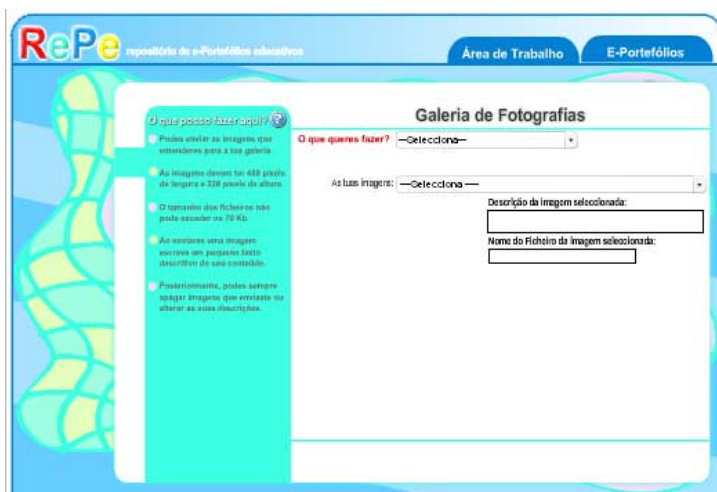 RePe repositório de e-Portefólios educativos
Área de Trabalho
E-Portefólios
O que posso fazer aqui?
Podes enviar as imagens que
entenderes para a tua galeria.
As imagens devem ter 480 pixels
de largura e 320 pixels de altura.
O tamanho dos ficheiros não
pode exceder os 70 Kb.
Ao enviares uma imagem
escreve um pequeno texto
descritivo do seu conteúdo.
Posteriormente, podes sempre
apagar imagens que enviaste ou
alterar as suas descrições.
Galeria de Fotografias
O que queres fazer? --Selecciona--
As tuas imagens: ---Selecciona ----
Descrição da imagem seleccionada:
Nome do Ficheiro da imagem seleccionada: